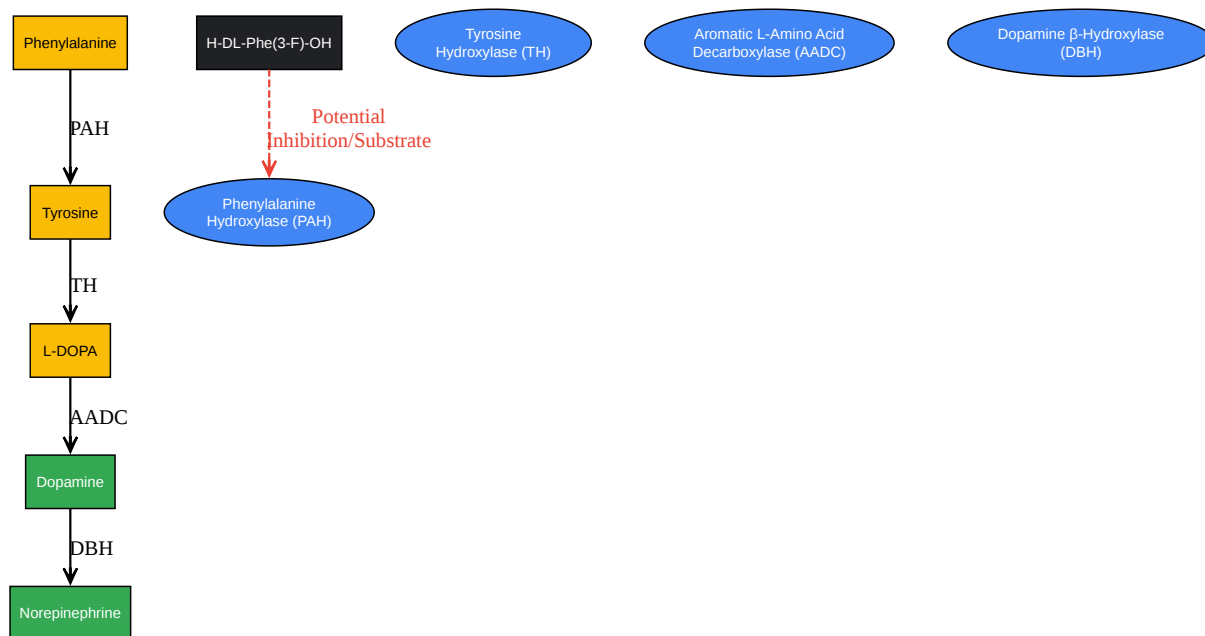 Phenylalanine
H-DL-Phe(3-F)-OH
Tyrosine
Hydroxylase (TH)
Aromatic L-Amino Acid
Decarboxylase (AADC)
Dopamine β-Hydroxylase
(DBH)
PAH
Potential
Inhibition/Substrate
Tyrosine
Phenylalanine
Hydroxylase (PAH)
TH
L-DOPA
AADC
Dopamine
DBH
Norepinephrine